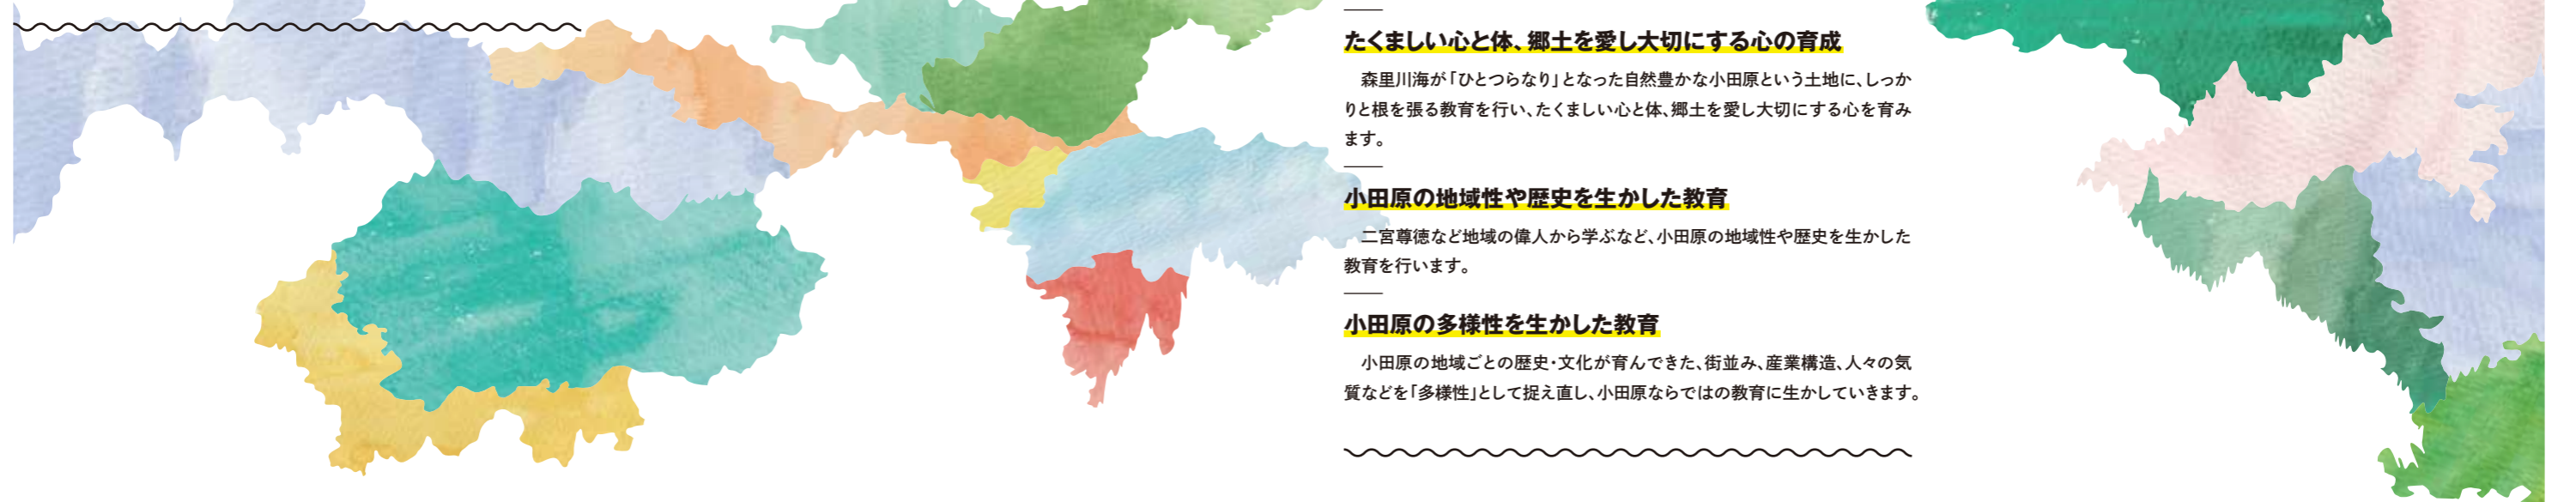 たくましい心と体、郷土を愛し大切にする心の育成
森里川海が「ひとつらなり」となった自然豊かな小田原という土地に、しっか
りと根を張る教育を行い、たくましい心と体、郷土を愛し大切にする心を育み
ます。
小田原の地域性や歴史を生かした教育
二宮尊徳など地域の偉人から学ぶなど、小田原の地域性や歴史を生かした
教育を行います。
小田原の多様性を生かした教育
小田原の地域ごとの歴史・文化が育んできた、街並み、産業構造、人々の気
質などを「多様性」として捉え直し、小田原ならではの教育に生かしていきます。